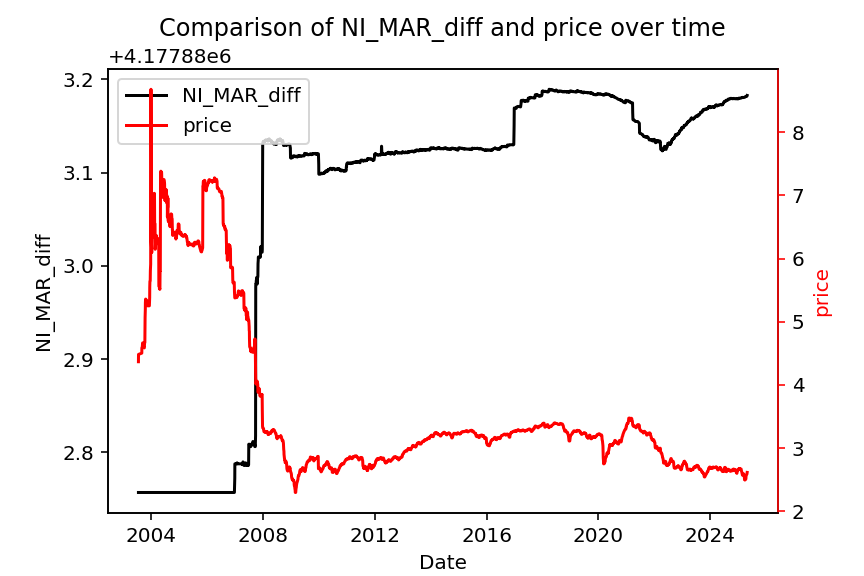 Comparison of NI_MAR_diff and price over time
+4.17788e6
NI_MAR_diff
price
3.2
3.1
3.0
2.9
2.8
NI_MAR_diff
8
7
6
5
4
3
2
price
2004 2008 2012 2016 2020 2024
Date